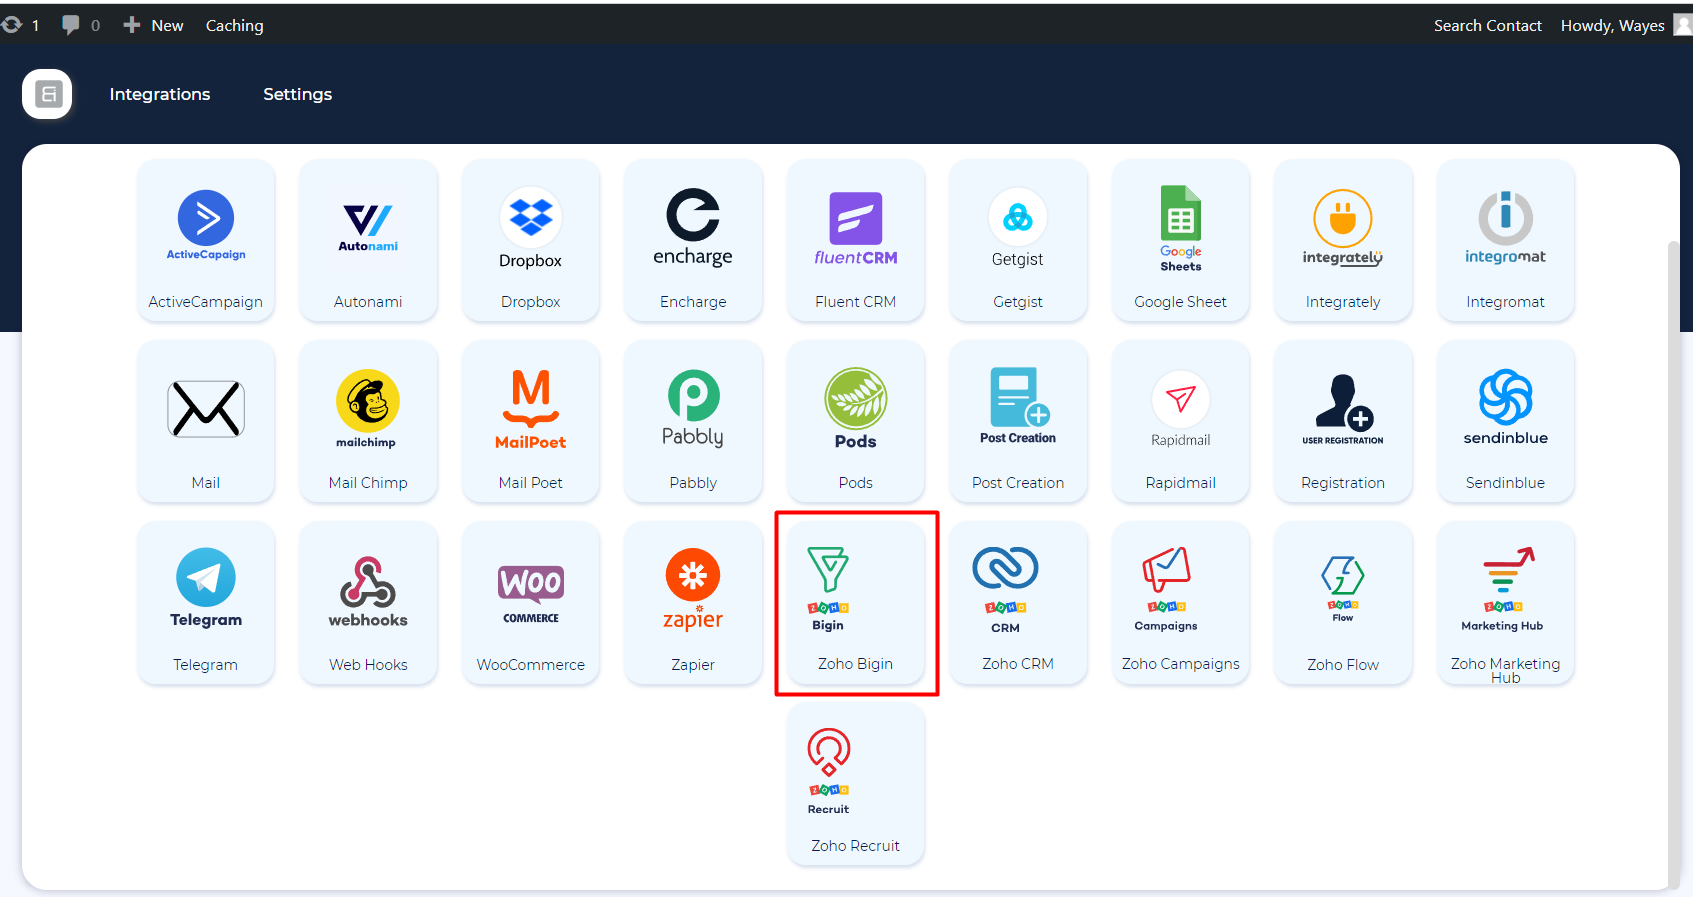 1 0 New Caching Search Contact Howdy, Wayes
Integrations Settings
ActiveCapaign
ActiveCampaign
Autonami
Autonami
Dropbox
Dropbox
encharge
Encharge
fluentCRM
Fluent CRM
Getgist
Getgist
Google
Sheets
Google Sheet
integrately
Integrately
integromat
Integromat
Mail
mailchimp
Mail Chimp
M
MailPoet
Mail Poet
Pabbly
Pabbly
Pods
Pods
Post Creation
Post Creation
Rapidmail
Rapidmail
USER REGISTRATION
Registration
sendinblue
Sendinblue
Telegram
Telegram
webhooks
Web Hooks
WOO
COMMERCE
WooCommerce
zapier
Zapier
ZOHO
Bigin
Zoho Bigin
ZOHO
CRM
Zoho CRM
ZOHO
Campaigns
Zoho Campaigns
ZOHO
Flow
Zoho Flow
ZOHO
Marketing Hub
Zoho Marketing
Hub
ZOHO
Recruit
Zoho Recruit